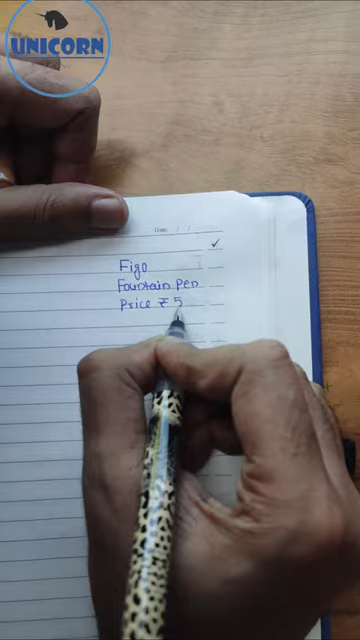 UNICORN
Date: / /
Figo
Fountain Pen
Price ₹ 5